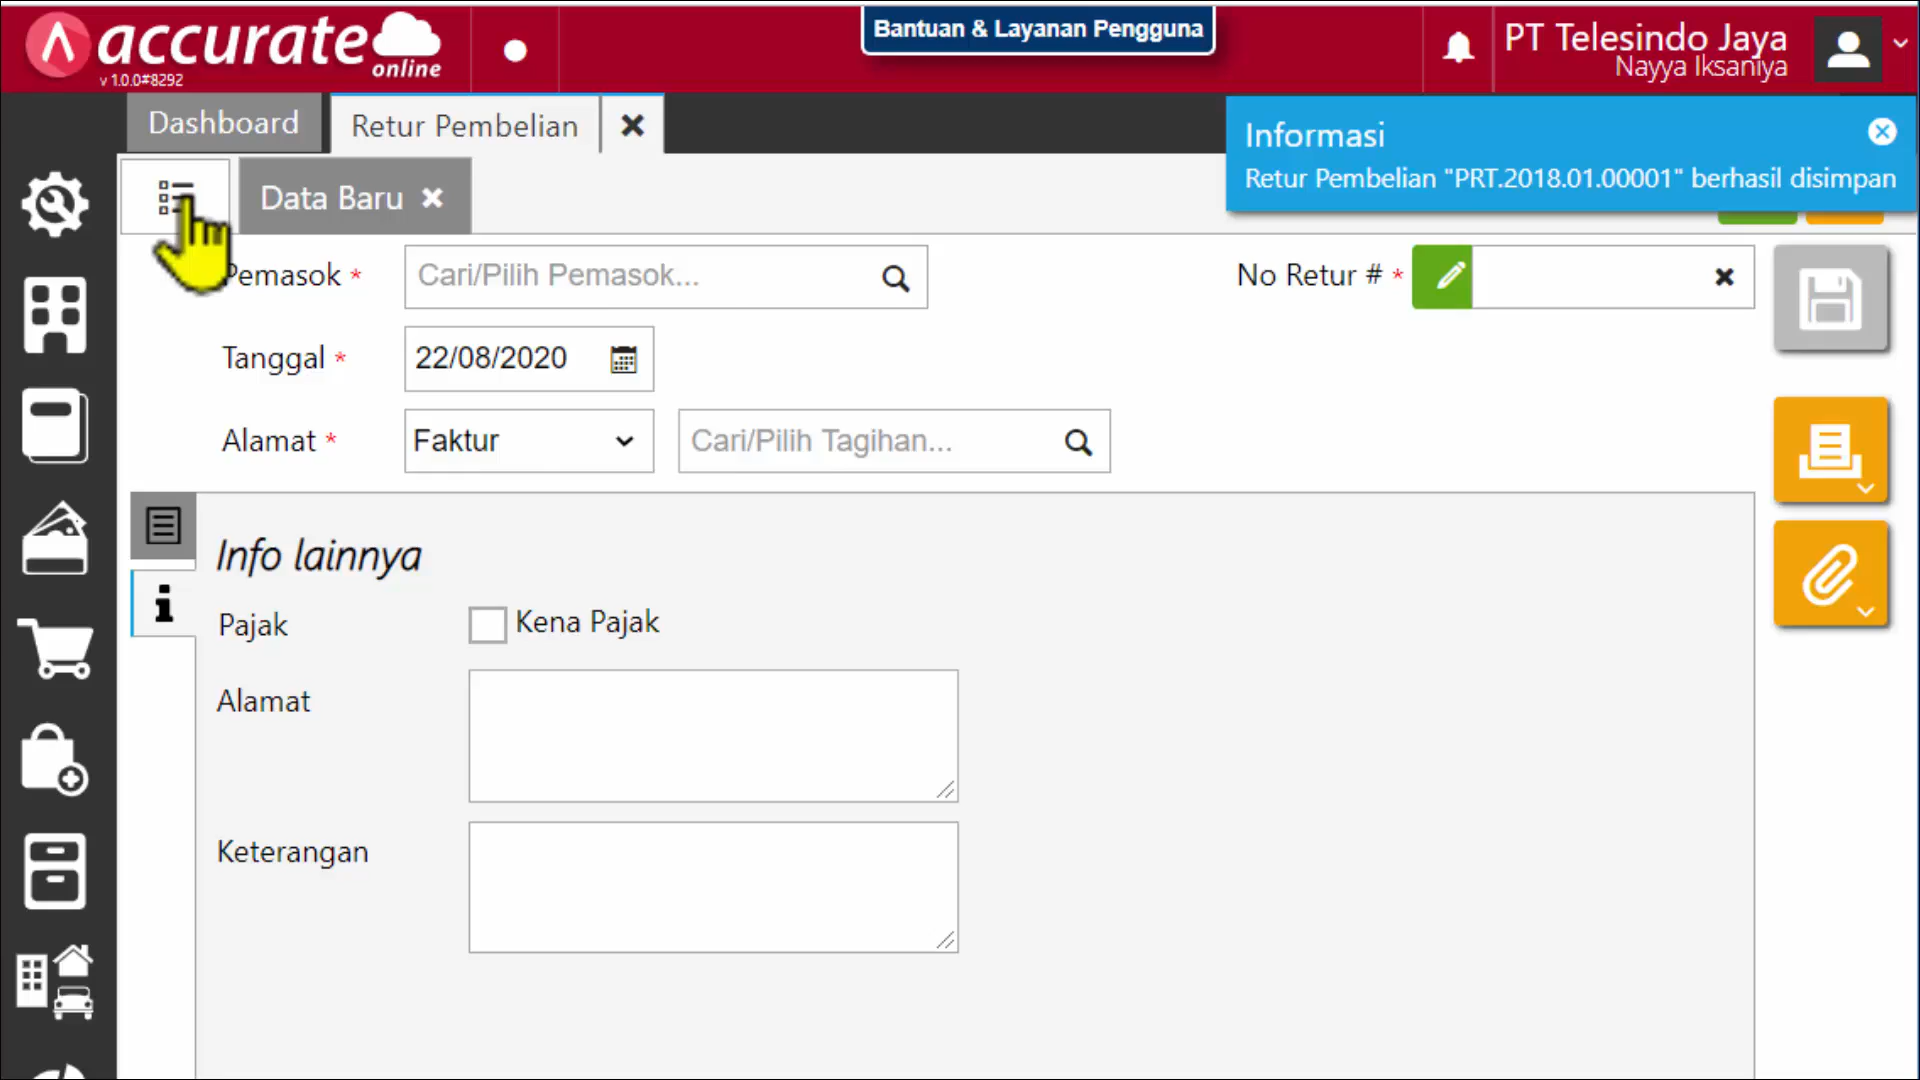 Bantuan & Layanan Pengguna
accurate
online
v 1.0.0#8292
PT Telesindo Jaya
Nayya Iksaniya
Dashboard
Retur Pembelian
Informasi
Retur Pembelian "PRT.2018.01.00001" berhasil disimpan
Data Baru
Pemasok *
Cari/Pilih Pemasok...
No Retur # *
Tanggal *
22/08/2020
Alamat *
Faktur
Cari/Pilih Tagihan...
Info lainnya
Pajak
Kena Pajak
Alamat
Keterangan